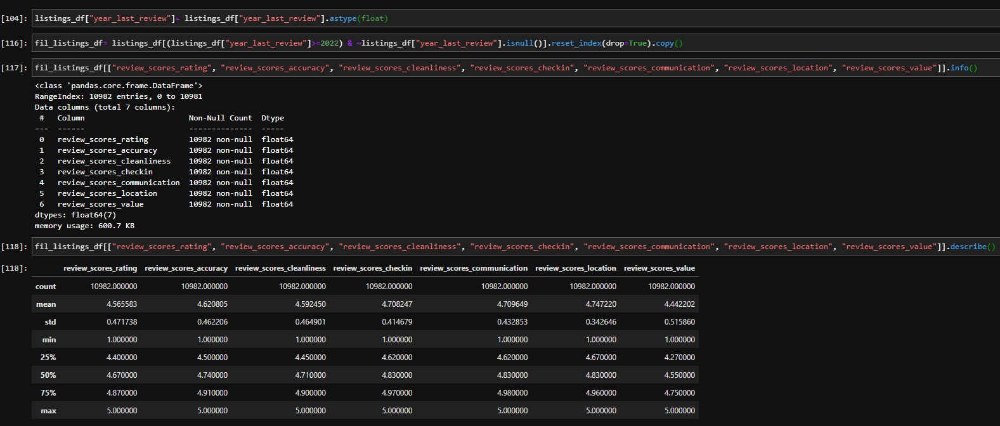 [104]: listings_df["year_last_review"]= listings_df["year_last_review"].astype(float)
[116]: fil_listings_df= listings_df[(listings_df["year_last_review"]>=2022) & ~listings_df["year_last_review"].isnull()].reset_index(drop=True).copy()
[117]: fil_listings_df[["review_scores_rating", "review_scores_accuracy", "review_scores_cleanliness", "review_scores_checkin", "review_scores_communication", "review_scores_location", "review_scores_value"]].info()
<class 'pandas.core.frame.DataFrame'>
RangeIndex: 10982 entries, 0 to 10981
Data columns (total 7 columns):
# Column Non-Null Count Dtype
--- ------ -------------- -----
0 review_scores_rating 10982 non-null float64
1 review_scores_accuracy 10982 non-null float64
2 review_scores_cleanliness 10982 non-null float64
3 review_scores_checkin 10982 non-null float64
4 review_scores_communication 10982 non-null float64
5 review_scores_location 10982 non-null float64
6 review_scores_value 10982 non-null float64
dtypes: float64(7)
memory usage: 600.7 KB
[118]: fil_listings_df[["review_scores_rating", "review_scores_accuracy", "review_scores_cleanliness", "review_scores_checkin", "review_scores_communication", "review_scores_location", "review_scores_value"]].describe()
[118]: review_scores_rating review_scores_accuracy review_scores_cleanliness review_scores_checkin review_scores_communication review_scores_location review_scores_value
count 10982.000000 10982.000000 10982.000000 10982.000000 10982.000000 10982.000000 10982.000000
mean 4.565583 4.620805 4.592450 4.708247 4.709649 4.747220 4.442202
std 0.471738 0.462206 0.464901 0.414679 0.432853 0.342646 0.515860
min 1.000000 1.000000 1.000000 1.000000 1.000000 1.000000 1.000000
25% 4.400000 4.500000 4.450000 4.620000 4.620000 4.670000 4.270000
50% 4.670000 4.740000 4.710000 4.830000 4.830000 4.830000 4.550000
75% 4.870000 4.910000 4.900000 4.970000 4.980000 4.960000 4.750000
max 5.000000 5.000000 5.000000 5.000000 5.000000 5.000000 5.000000